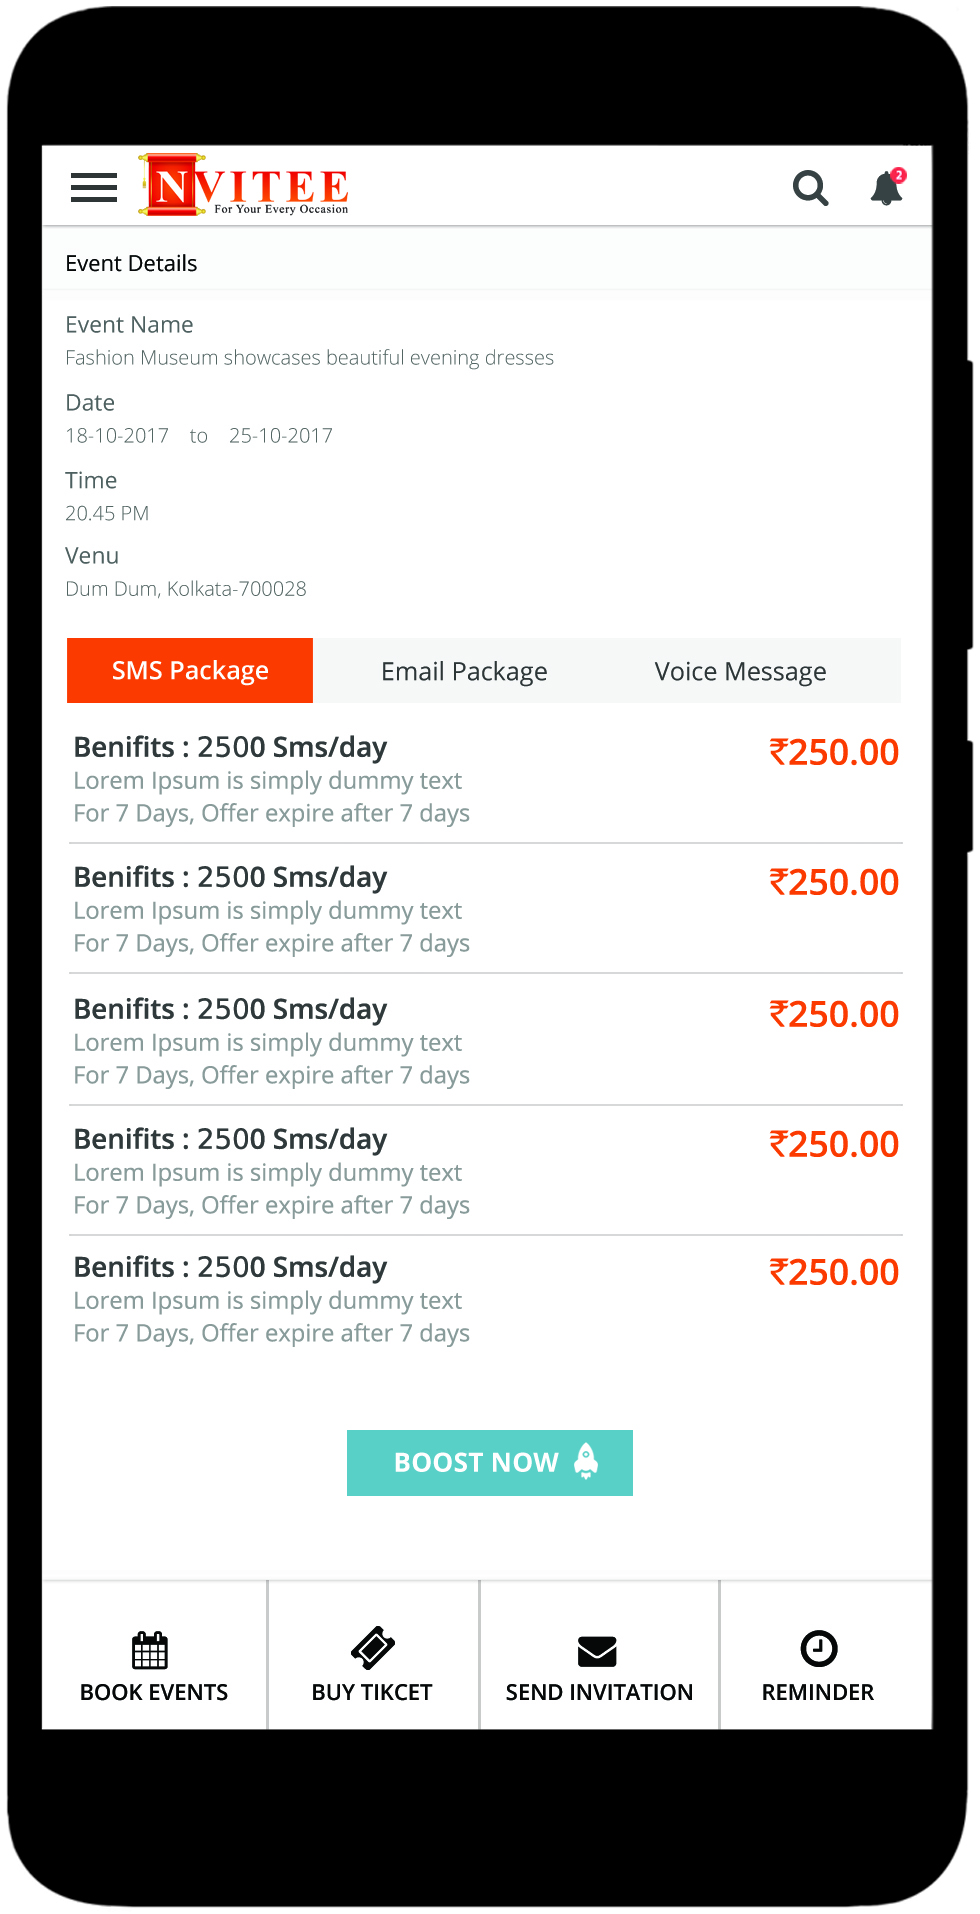 NVITEE
For Your Every Occasion
2
Event Details
Event Name
Fashion Museum showcases beautiful evening dresses
Date
18-10-2017 to 25-10-2017
Time
20.45 PM
Venu
Dum Dum, Kolkata-700028
SMS Package Email Package Voice Message
Benifits : 2500 Sms/day ₹250.00
Lorem Ipsum is simply dummy text
For 7 Days, Offer expire after 7 days
Benifits : 2500 Sms/day ₹250.00
Lorem Ipsum is simply dummy text
For 7 Days, Offer expire after 7 days
Benifits : 2500 Sms/day ₹250.00
Lorem Ipsum is simply dummy text
For 7 Days, Offer expire after 7 days
Benifits : 2500 Sms/day ₹250.00
Lorem Ipsum is simply dummy text
For 7 Days, Offer expire after 7 days
Benifits : 2500 Sms/day ₹250.00
Lorem Ipsum is simply dummy text
For 7 Days, Offer expire after 7 days
BOOST NOW
BOOK EVENTS BUY TIKCET SEND INVITATION REMINDER